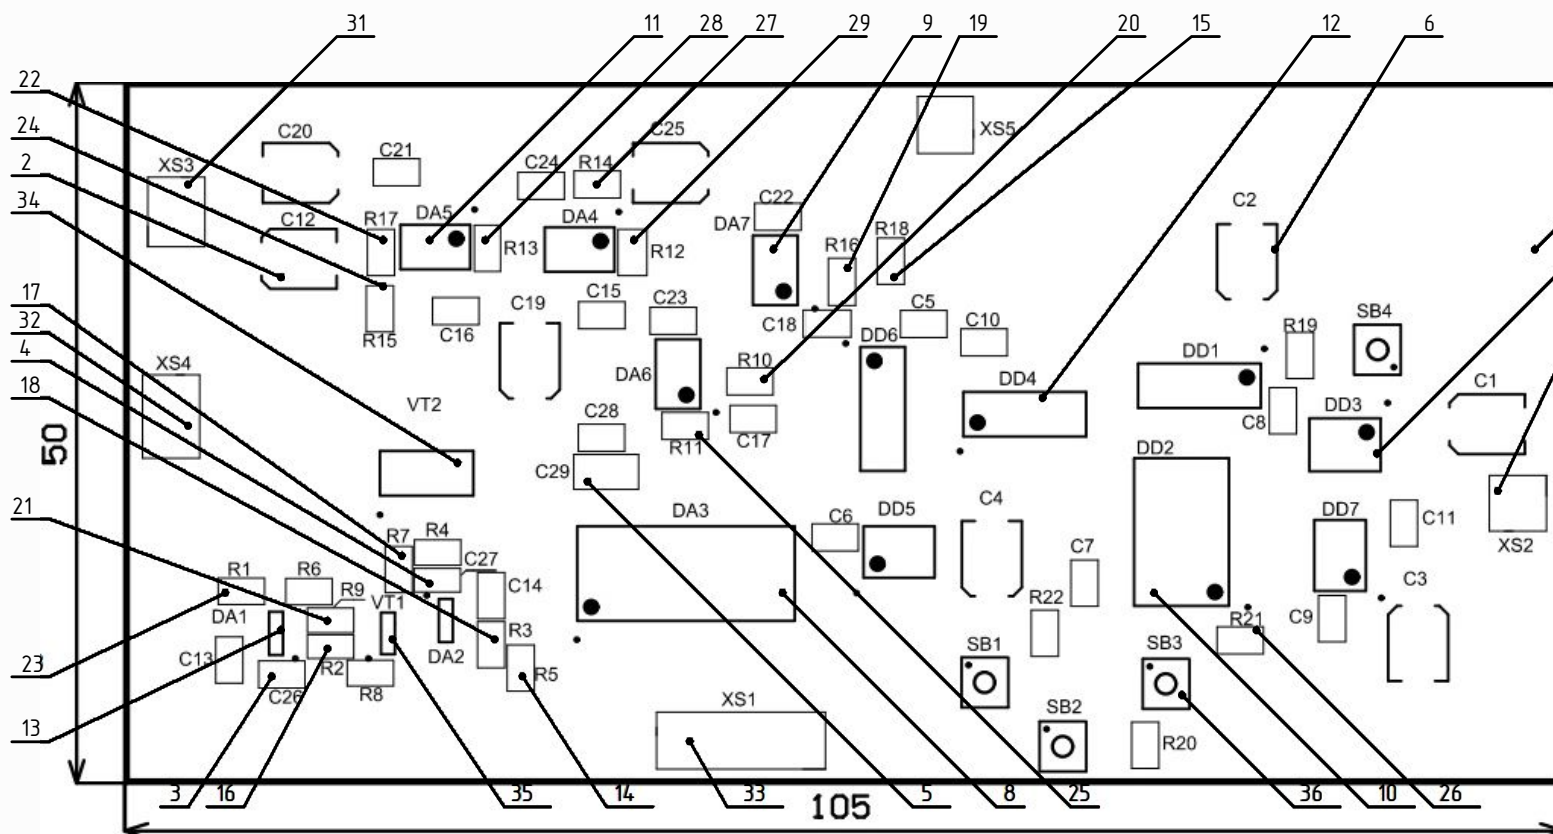 31
11
28
27
29
9
19
20
15
12
6
22
24
2
34
17
32
4
18
21
23
13
C20
C21
C24
R14
C25
XS5
XS3
C12
R17
DA5
R13
DA4
R12
C22
DA7
R16
R18
C2
R15
C16
C19
C15
C23
C18
C5
C10
DD6
R19
SB4
XS4
DA6
R10
DD4
DD1
C1
VT2
C28
R11
C17
C8
DD3
50
C29
DD2
DA3
C6
DD5
C4
C11
DD7
XS2
R7
R4
C27
C7
R1
R6
R9
VT1
C14
C3
DA1
DA2
R3
R22
R21
C9
C13
R2
C26
R8
R5
SB1
SB3
XS1
SB2
R20
3
16
35
14
33
5
8
25
36
10
26
105